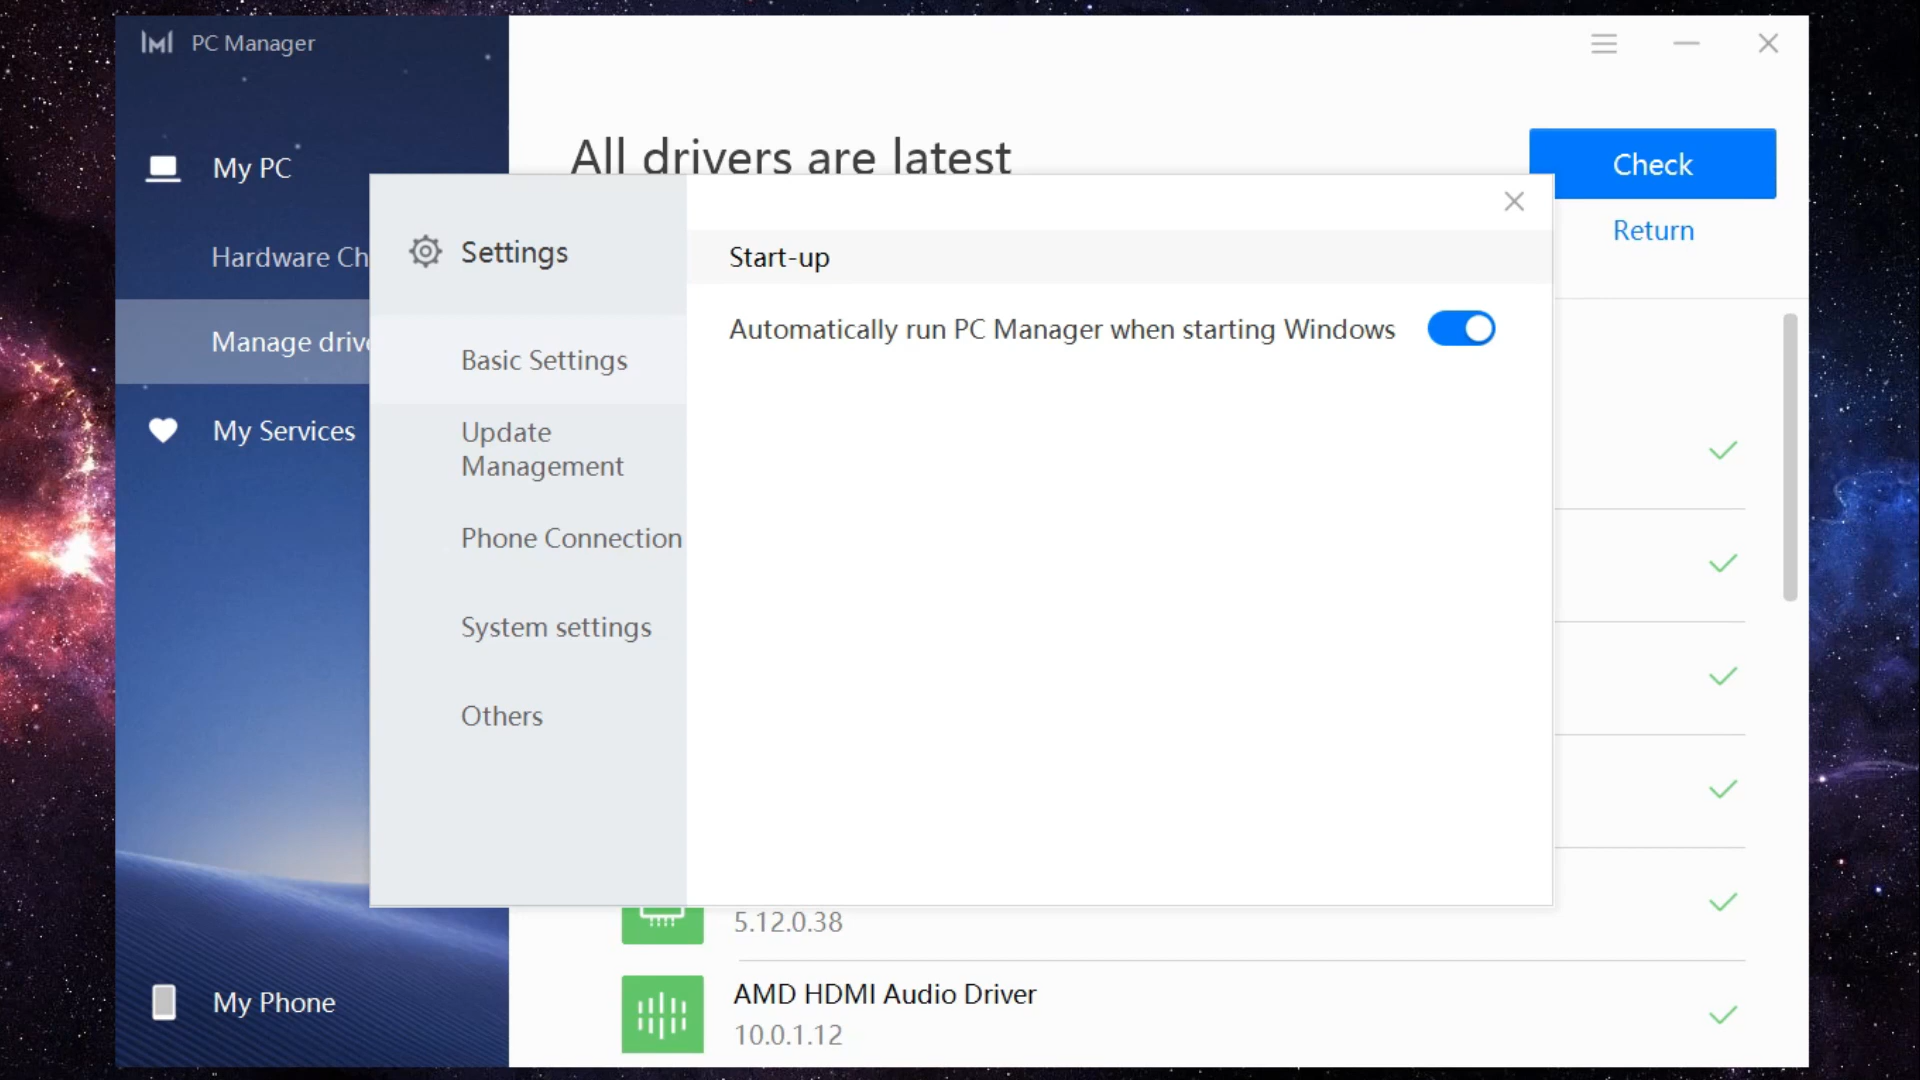 PC Manager
My PC
Hardware Ch
Manage drive
My Services
My Phone
All drivers are latest
Check
Return
Settings
Basic Settings
Update
Management
Phone Connection
System settings
Others
Start-up
Automatically run PC Manager when starting Windows
5.12.0.38
AMD HDMI Audio Driver
10.0.1.12